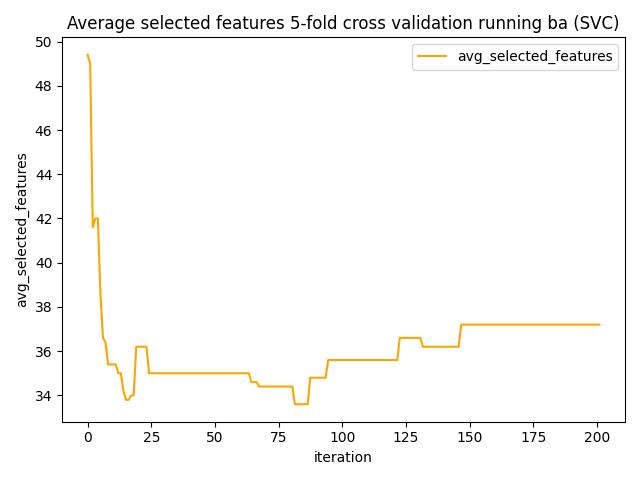 Average selected features 5-fold cross validation running ba (SVC)
avg_selected_features
50
48
46
44
42
40
38
36
34
avg_selected_features
0 25 50 75 100 125 150 175 200
iteration